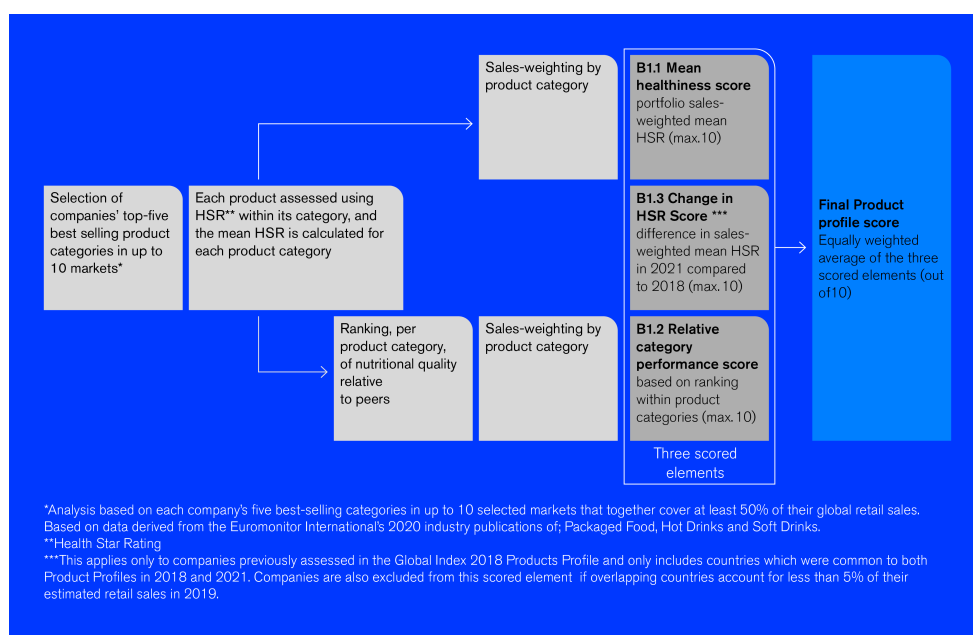 Selection of
companies' top-five
best selling product
categories in up to
10 markets*
Each product assessed using
HSR** within its category, and
the mean HSR is calculated for
each product category
Sales-weighting by
product category
B1.1 Mean
healthiness score
portfolio sales-
weighted mean
HSR (max.10)
B1.3 Change in
HSR Score ***
difference in sales-
weighted mean HSR
in 2021 compared
to 2018 (max.10)
Ranking, per
product category,
of nutritional quality
relative
to peers
Sales-weighting by
product category
B1.2 Relative
category
performance score
based on ranking
within product
categories (max.10)
Three scored
elements
Final Product
profile score
Equally weighted
average of the three
scored elements (out
of10)
*Analysis based on each company's five best-selling categories in up to 10 selected markets that together cover at least 50% of their global retail sales.
Based on data derived from the Euromonitor International's 2020 industry publications of; Packaged Food, Hot Drinks and Soft Drinks.
**Health Star Rating
***This applies only to companies previously assessed in the Global Index 2018 Products Profile and only includes countries which were common to both
Product Profiles in 2018 and 2021. Companies are also excluded from this scored element if overlapping countries account for less than 5% of their
estimated retail sales in 2019.